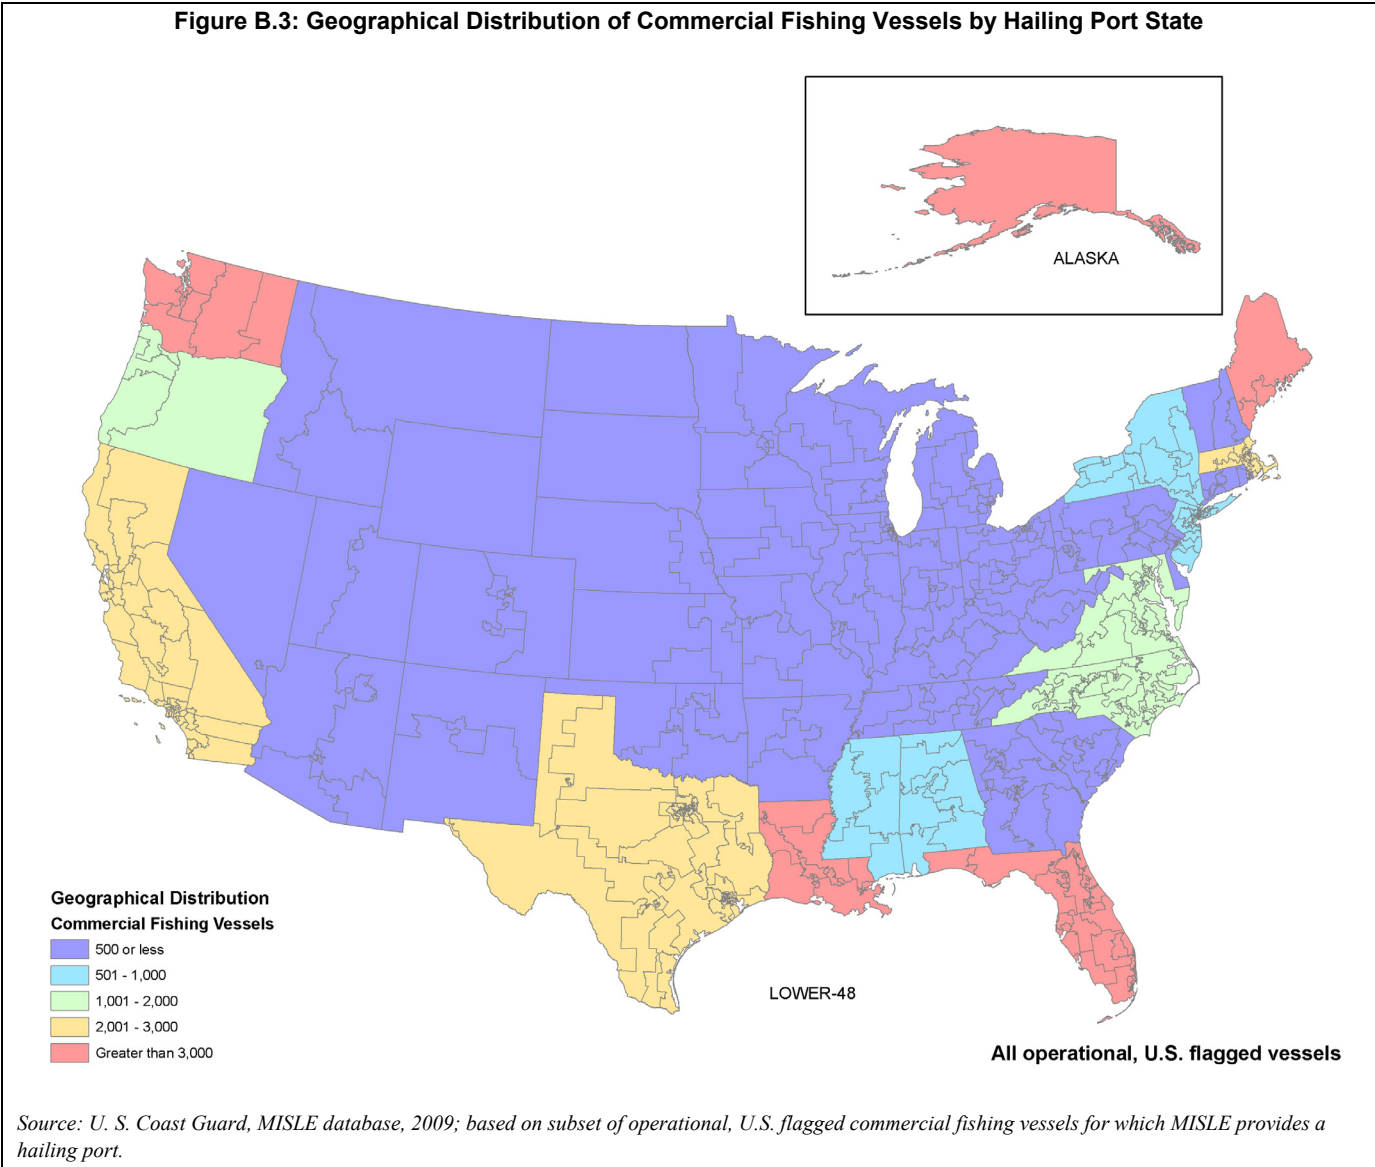 Figure B.3: Geographical Distribution of Commercial Fishing Vessels by Hailing Port State
ALASKA
Geographical Distribution
Commercial Fishing Vessels
500 or less
501 - 1,000
1,001 - 2,000
2,001 - 3,000
Greater than 3,000
LOWER-48
All operational, U.S. flagged vessels
Source: U. S. Coast Guard, MISLE database, 2009; based on subset of operational, U.S. flagged commercial fishing vessels for which MISLE provides a
hailing port.